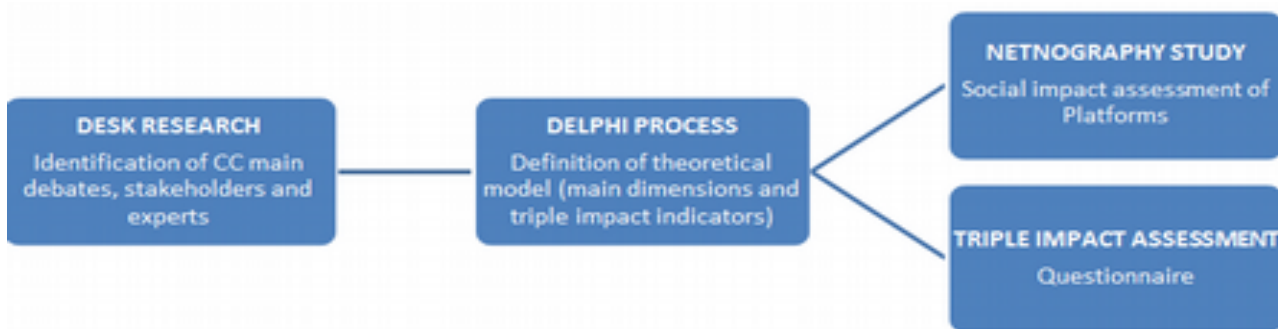 DESK RESEARCH
Identification of CC main
debates, stakeholders and
experts
DELPHI PROCESS
Definition of theoretical
model (main dimensions and
triple impact indicators)
NETNOGRAPHY STUDY
Social impact assessment of
Platforms
TRIPLE IMPACT ASSESSMENT
Questionnaire